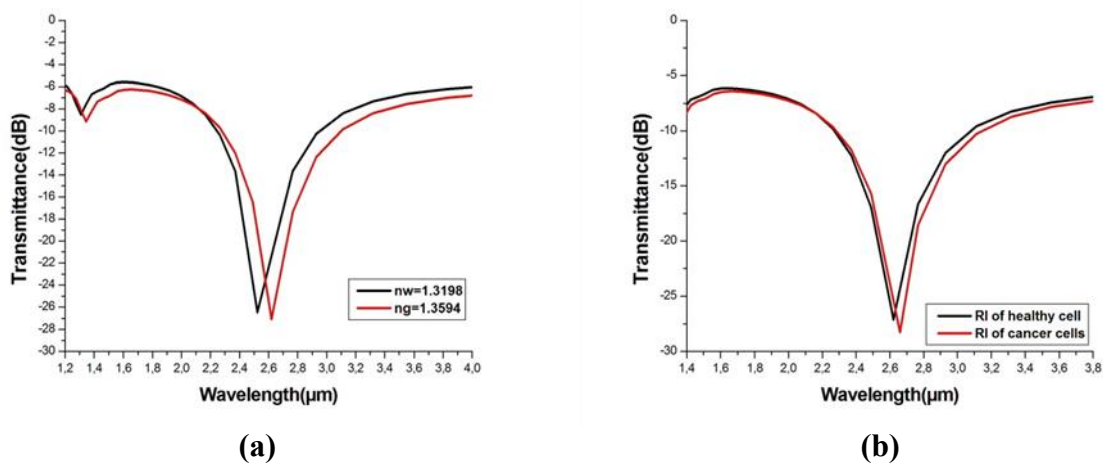 0
-2
-4
-6
-8
-10
-12
-14
-16
-18
-20
-22
-24
-26
-28
-30
Transmittance(dB)
nw=1.3198
ng=1.3594
1,2 1,4 1,6 1,8 2,0 2,2 2,4 2,6 2,8 3,0 3,2 3,4 3,6 3,8 4,0
Wavelength(µm)
(a)
0
-5
-10
-15
-20
-25
-30
Transmittance(dB)
RI of healthy cell
RI of cancer cells
1,4 1,6 1,8 2,0 2,2 2,4 2,6 2,8 3,0 3,2 3,4 3,6 3,8
Wavelength(µm)
(b)